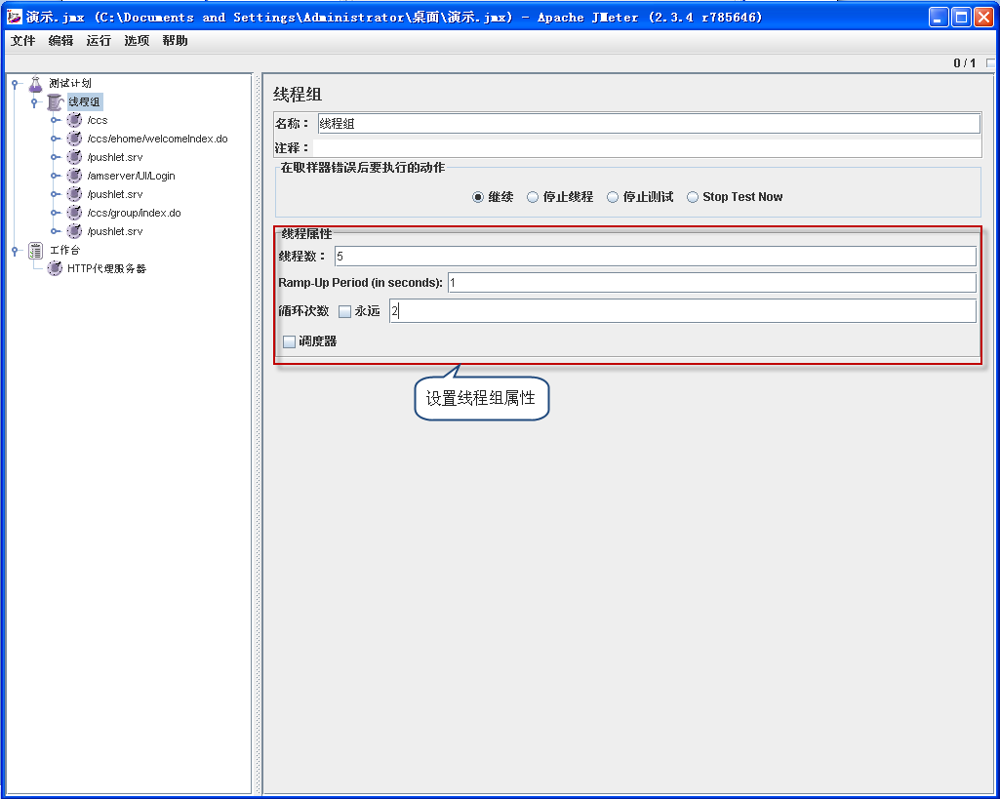 演示.jmx (C:\Documents and Settings\Administrator\桌面\演示.jmx) - Apache JMeter (2.3.4 r785646)
文件 编辑 运行 选项 帮助
0 / 1
测试计划
线程组
/ccs
/ccs/ehome/welcomeIndex.do
/pushlet.srv
/amserver/UI/Login
/pushlet.srv
/ccs/group/index.do
/pushlet.srv
工作台
HTTP代理服务器
线程组
名称： 线程组
注释：
在取样器错误后要执行的动作
继续 停止线程 停止测试 Stop Test Now
线程属性
线程数： 5
Ramp-Up Period (in seconds): 1
循环次数 永远 2
调度器
设置线程组属性